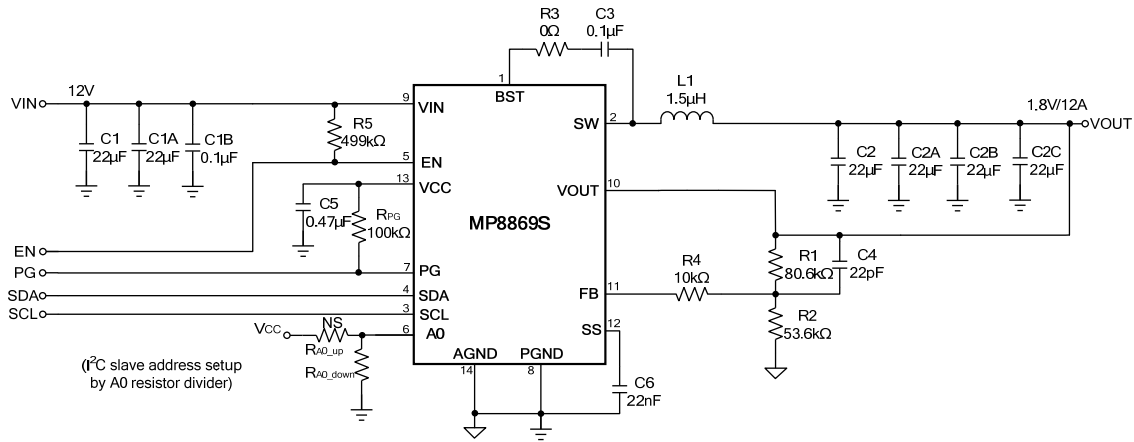 R3
0Ω
C3
0.1µF
1
BST
VIN
12V
9
VIN
C1
22µF
C1A
22µF
C1B
0.1µF
R5
499kΩ
5
EN
13
VCC
C5
0.47µF
RPG
100kΩ
EN
PG
7
PG
SDA
4
SDA
SCL
3
SCL
VCC
NS
6
A0
RA0_up
RA0_down
(I²C slave address setup
by A0 resistor divider)
MP8869S
AGND
14
PGND
8
SW
2
L1
1.5µH
1.8V/12A
VOUT
C2
22µF
C2A
22µF
C2B
22µF
C2C
22µF
VOUT
10
R1
80.6kΩ
C4
22pF
FB
11
R4
10kΩ
R2
53.6kΩ
SS
12
C6
22nF